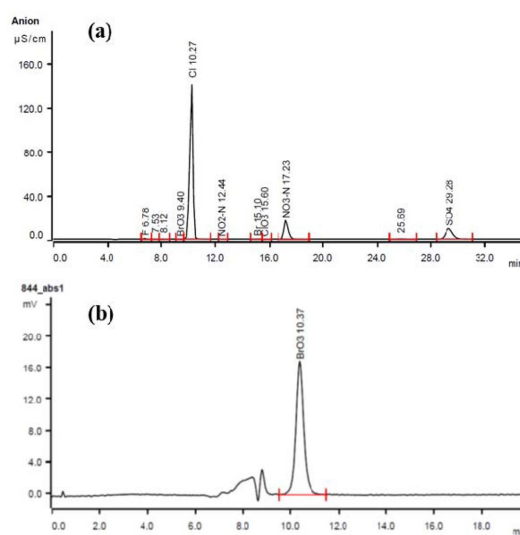 Anion
µS/cm
(a)
160.0
120.0
80.0
40.0
0.0
F 6.78
7.53
8.12
BrO3 9.40
Cl 10.27
NO2-N 12.44
Br 15.10
ClO3 15.60
NO3-N 17.23
25.69
SO4 29.28
0.0 4.0 8.0 12.0 16.0 20.0 24.0 28.0 32.0
min
844_abs1
mV
(b)
20.0
16.0
12.0
8.0
4.0
0.0
BrO3 10.37
0.0 2.0 4.0 6.0 8.0 10.0 12.0 14.0 16.0 18.0
m